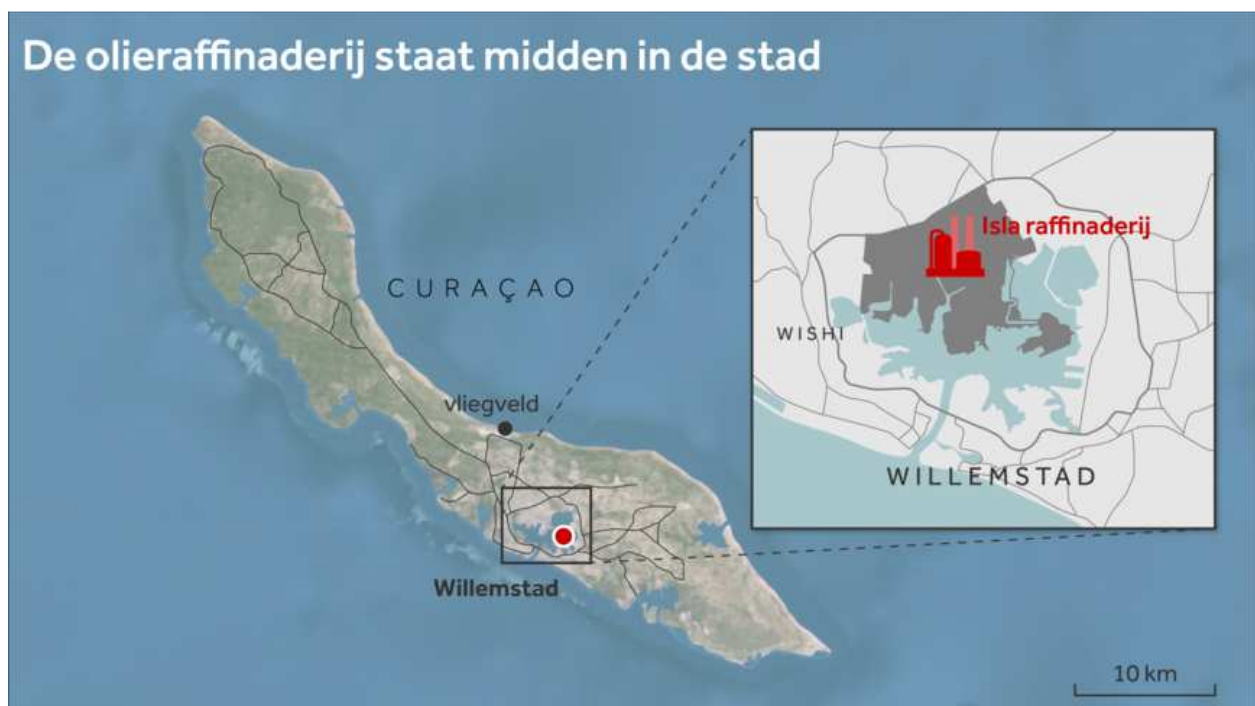 De olieraffinaderij staat midden in de stad
CURAÇAO
Isla raffinaderij
WISHI
vliegveld
WILLEMSTAD
Willemstad
10 km